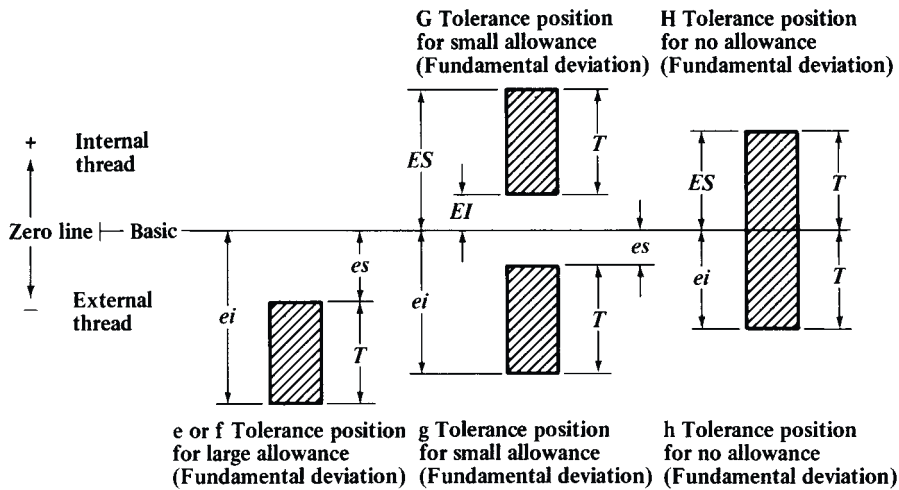 G Tolerance position
for small allowance
(Fundamental deviation)
H Tolerance position
for no allowance
(Fundamental deviation)
+ Internal
thread
Zero line
Basic
− External
thread
ei
es
T
ES
EI
T
ei
es
T
ES
T
ei
T
e or f Tolerance position
for large allowance
(Fundamental deviation)
g Tolerance position
for small allowance
(Fundamental deviation)
h Tolerance position
for no allowance
(Fundamental deviation)